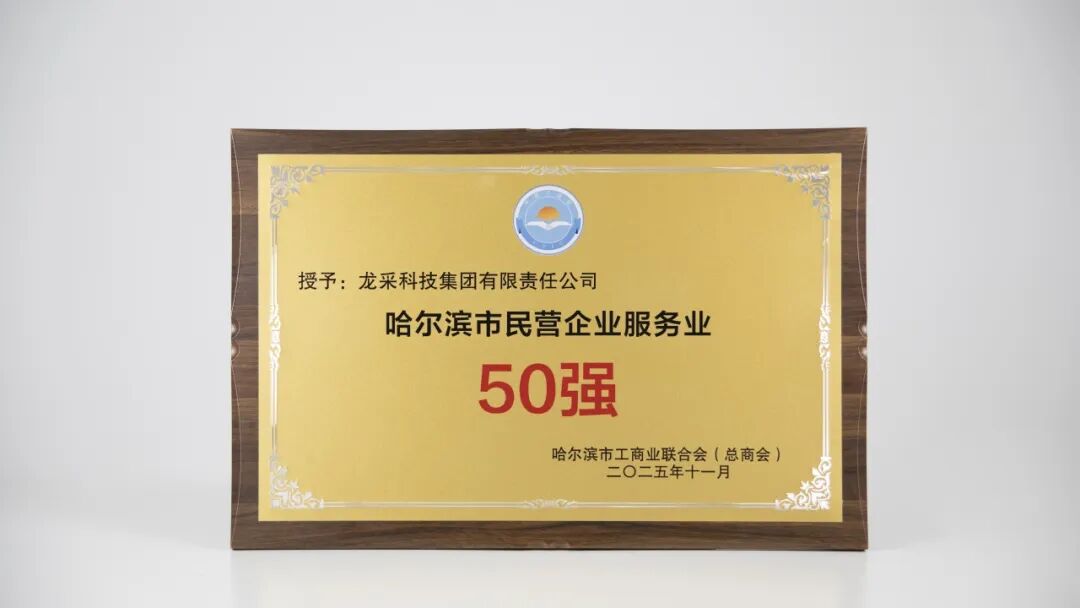 授予：龙采科技集团有限责任公司
哈尔滨市民营企业服务业
50强
哈尔滨市工商业联合会（总商会）
二〇二五年十一月